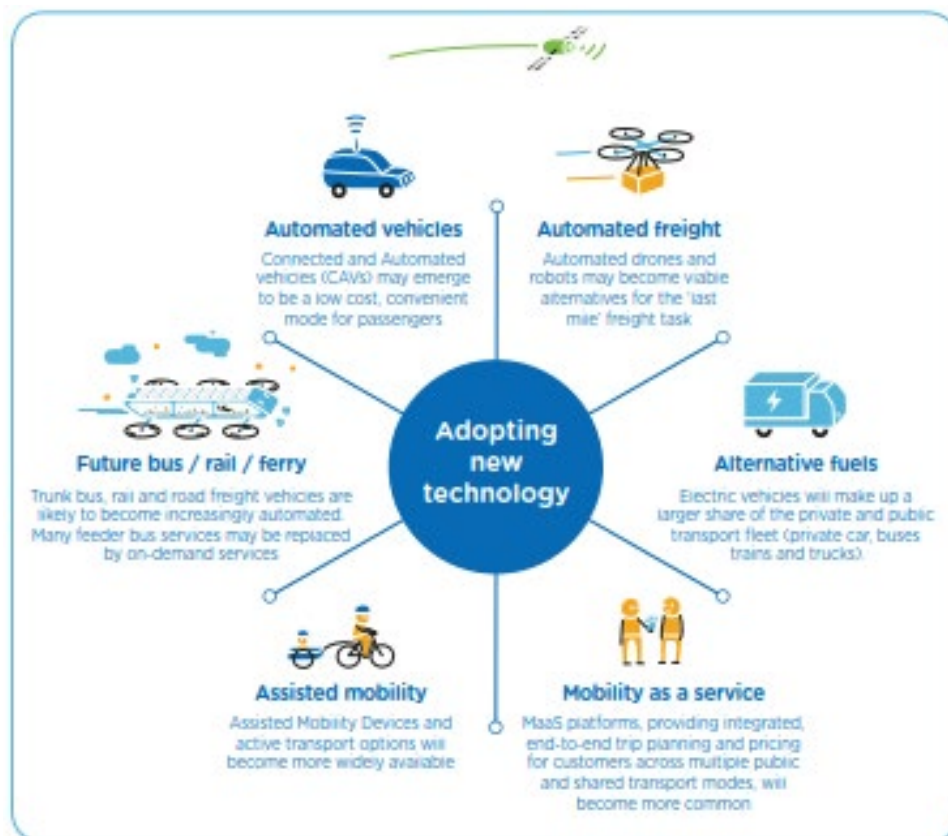 Automated vehicles
Connected and Automated
vehicles (CAVs) may emerge
to be a low cost, convenient
mode for passengers
Automated freight
Automated drones and
robots may become viable
alternatives for the 'last
mile' freight task
Adopting
new
technology
Future bus / rail / ferry
Trunk bus, rail and road freight vehicles are
likely to become increasingly automated.
Many feeder bus services may be replaced
by on-demand services
Alternative fuels
Electric vehicles will make up a
larger share of the private and public
transport fleet (private car, buses
trains and trucks).
Assisted mobility
Assisted Mobility Devices and
active transport options will
become more widely available
Mobility as a service
MaaS platforms, providing integrated,
end-to-end trip planning and pricing
for customers across multiple public
and shared transport modes, will
become more common